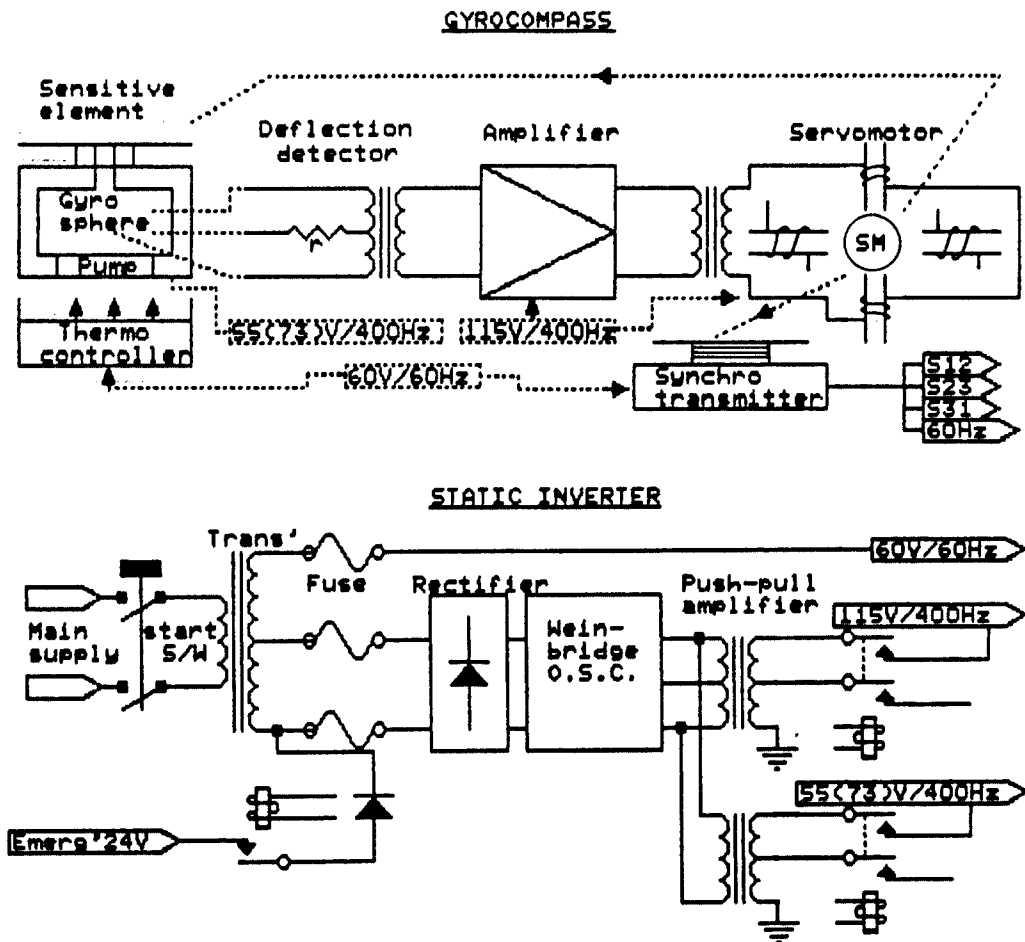 GYROCOMPASS
Sensitive
element
Deflection
detector
Amplifier
Servomotor
Gyro
sphere
r
SM
Pump
Thermo
controller
55(73)V/400Hz
115V/400Hz
60V/60Hz
Synchro
transmitter
S12
S23
S31
60Hz
STATIC INVERTER
Trans'
60V/60Hz
Fuse
Rectifier
Push-pull
amplifier
115V/400Hz
Main
supply
start
S/W
Wein-
bridge
O.S.C.
55(73)V/400Hz
Emerg'24V